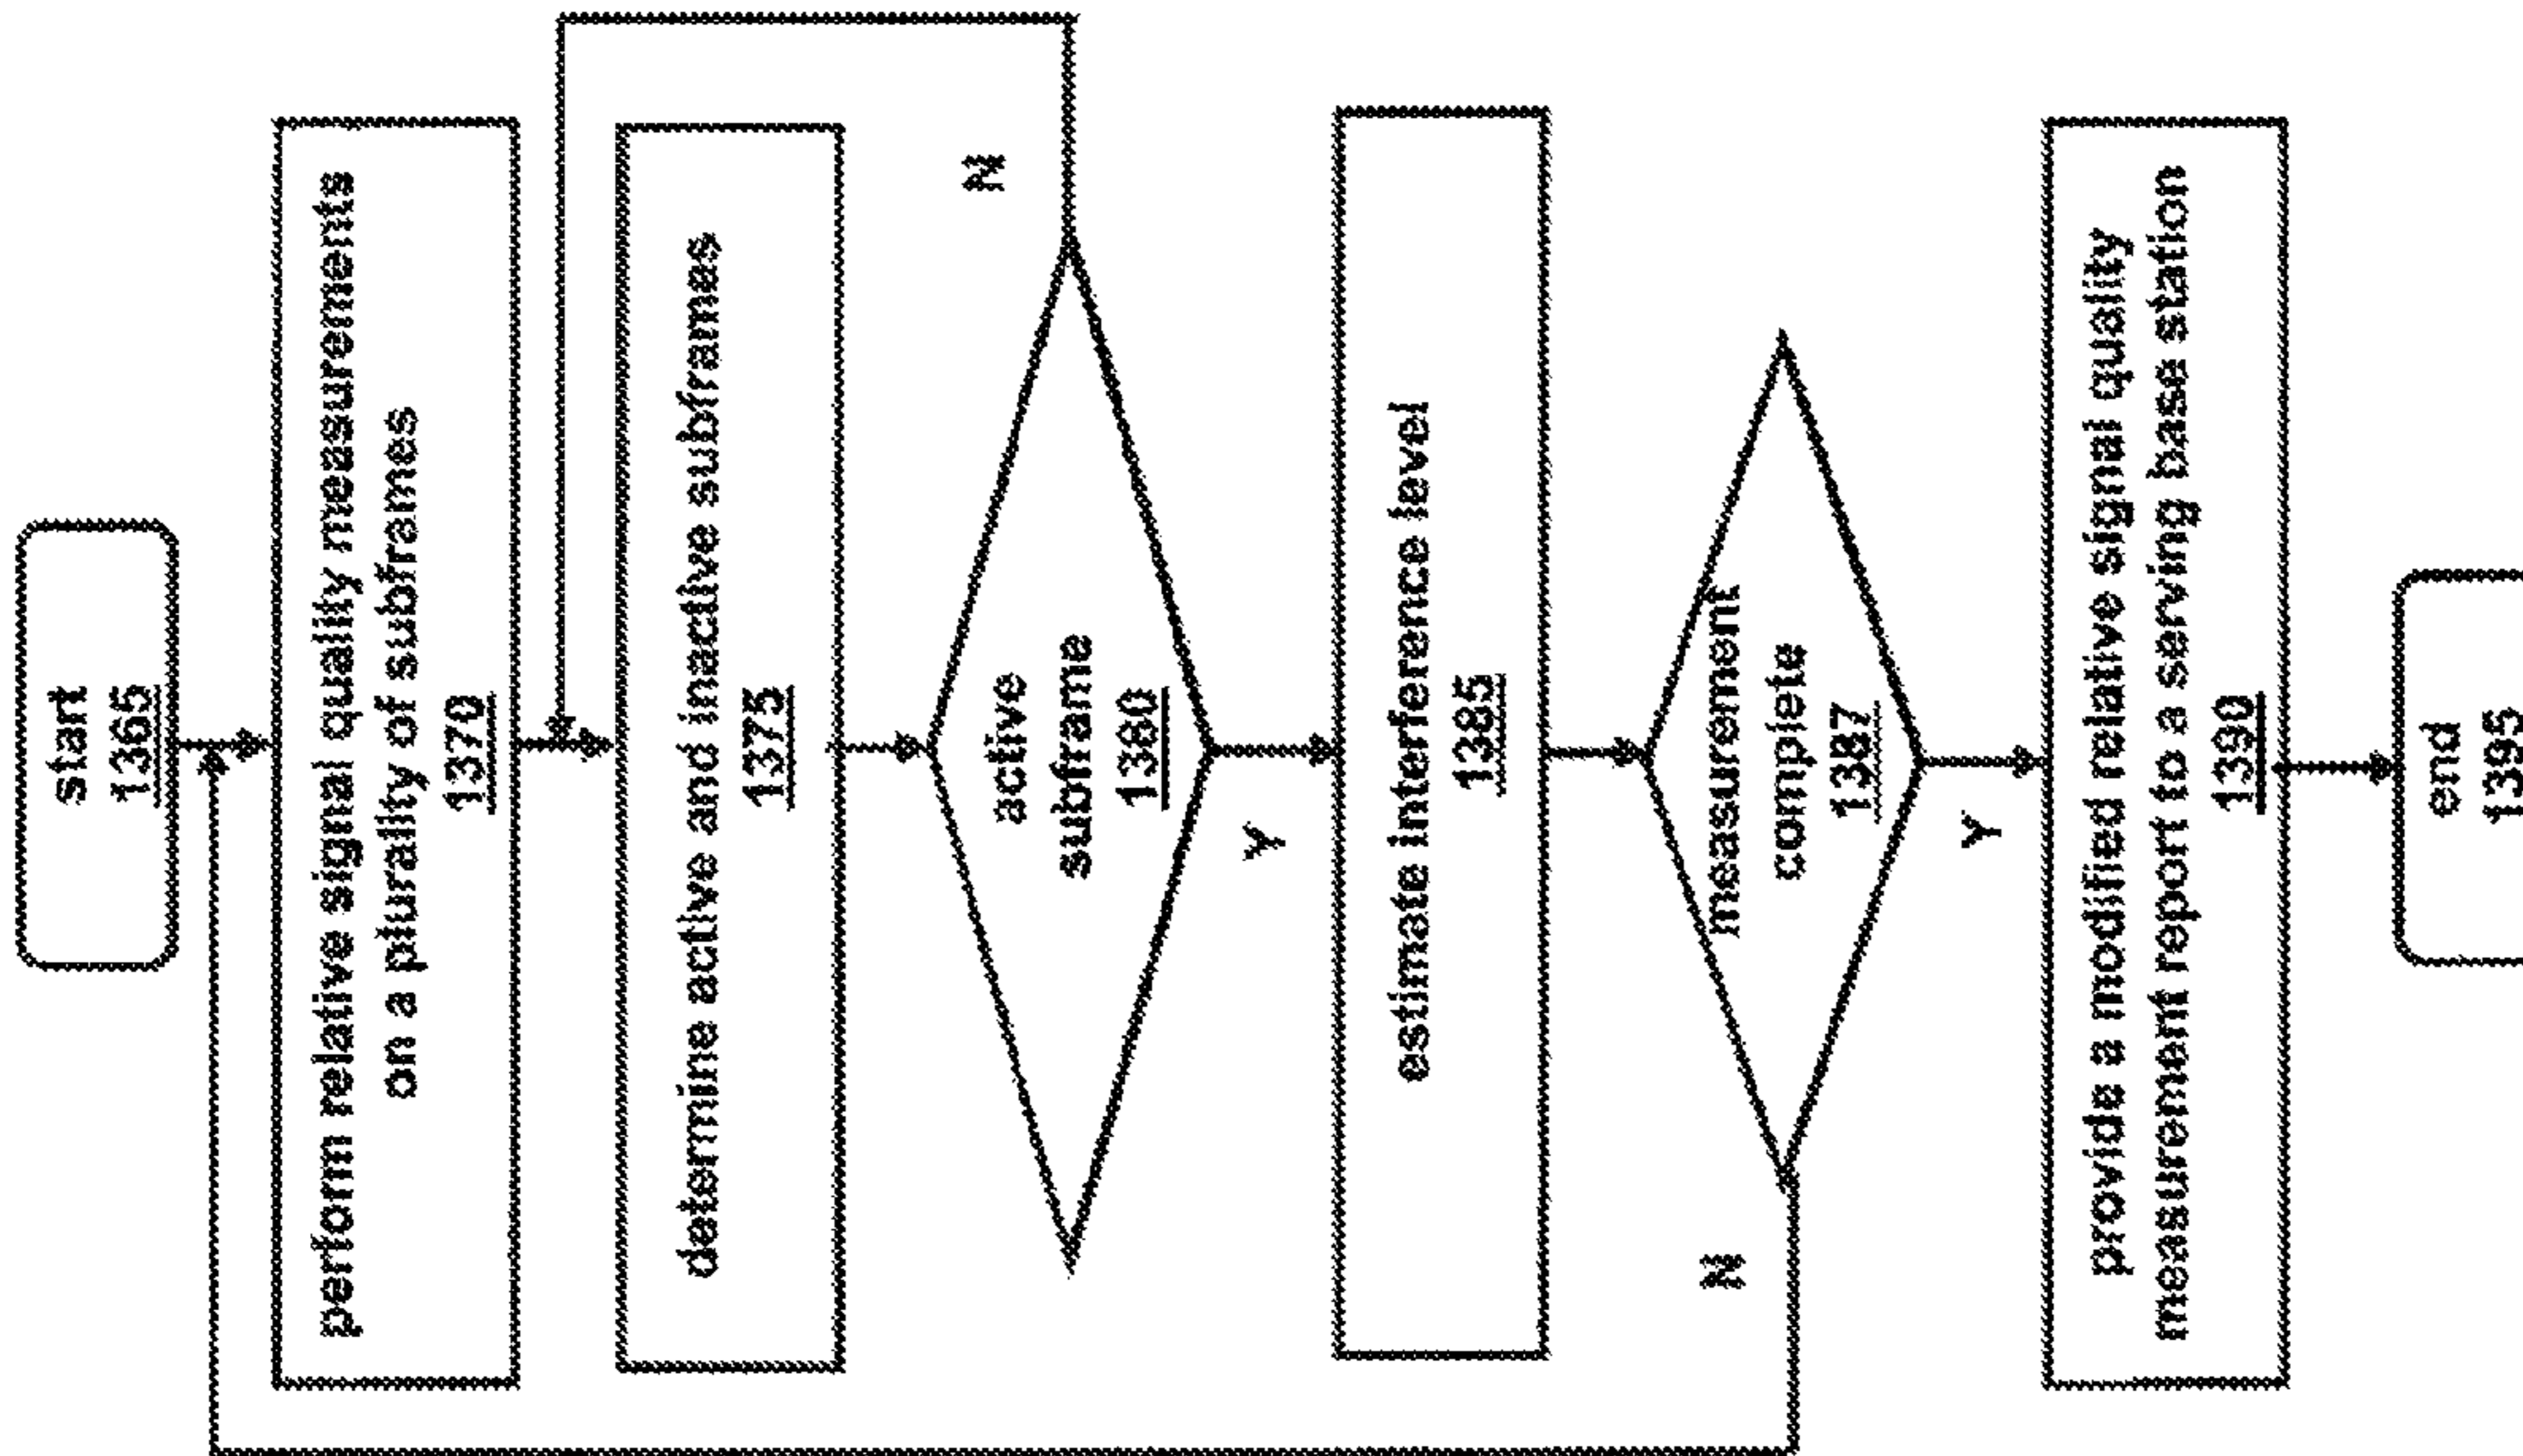 start
1365
perform relative signal quality measurements
on a plurality of subframes
1370
determine active and inactive subframes
1375
active
subframe
1380
N
Y
estimate interference level
1385
measurement
complete
1387
N
Y
provide a modified relative signal quality
measurement report to a serving base station
1390
end
1395